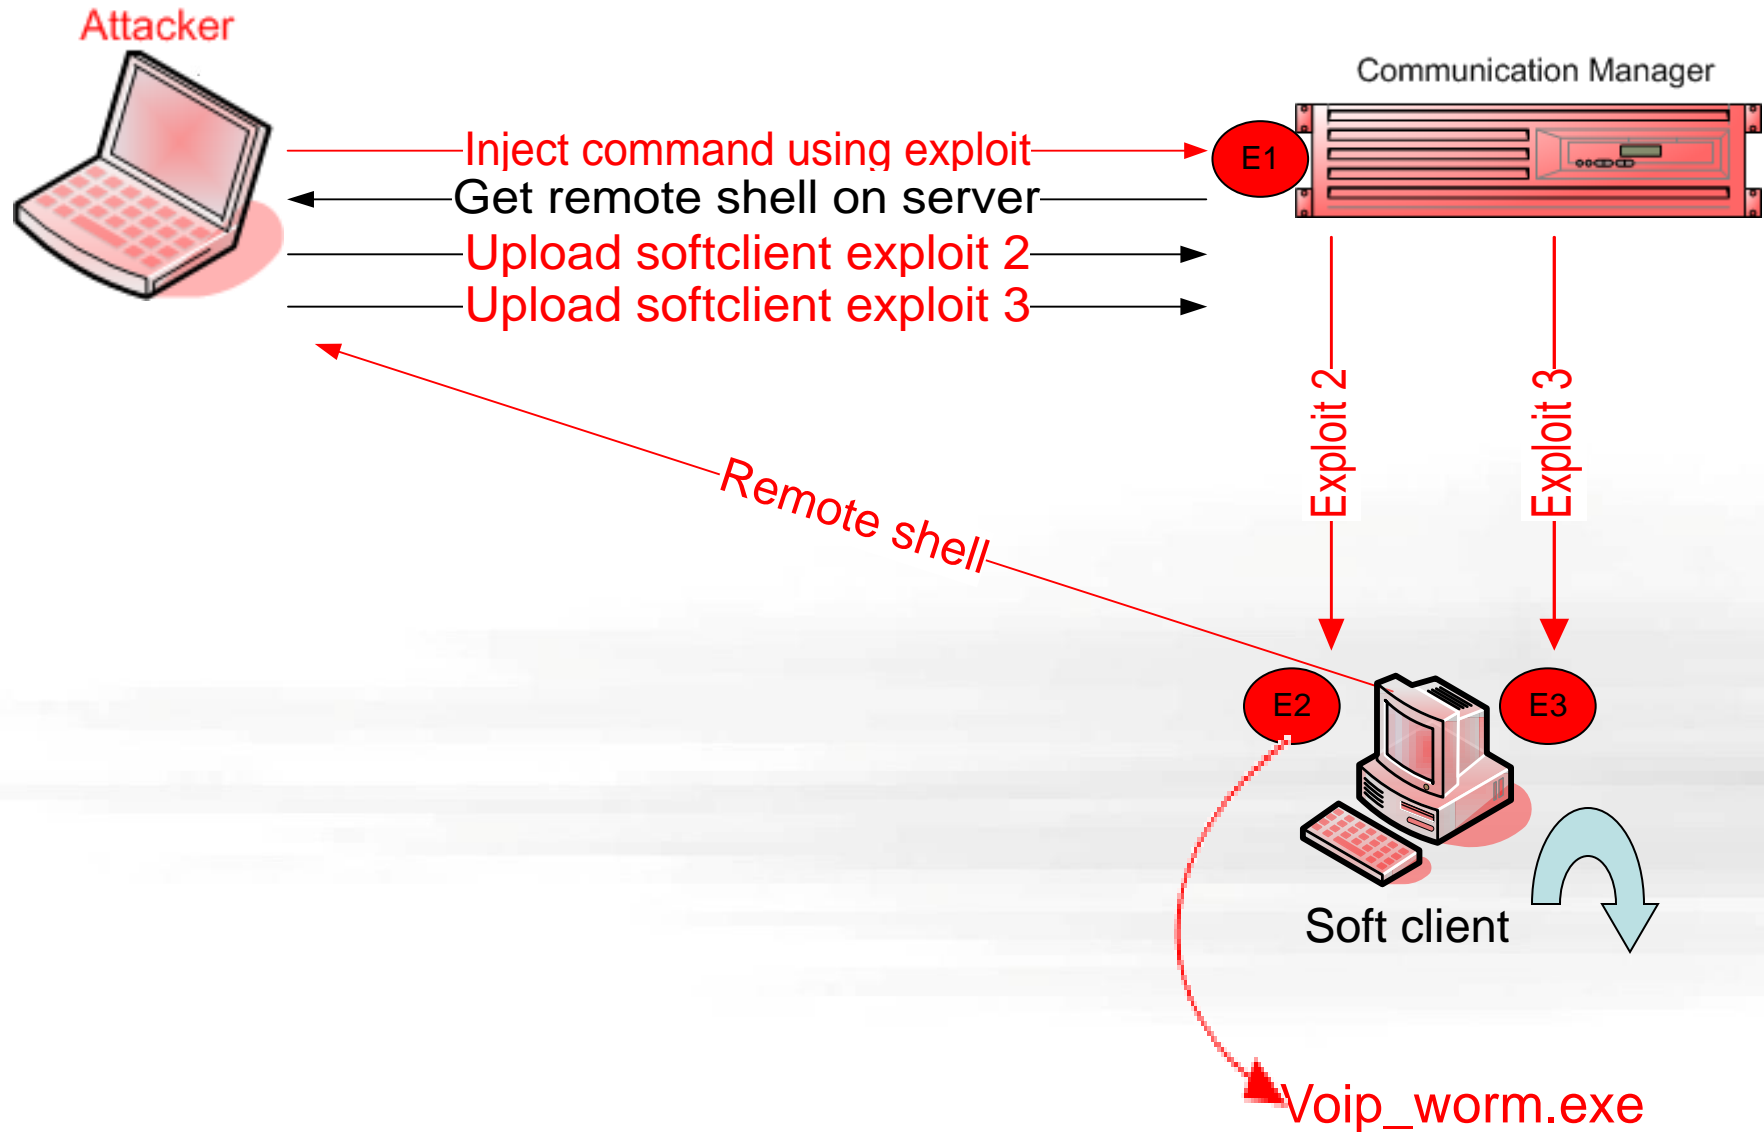 Attacker
Communication Manager
Inject command using exploit
E1
Get remote shell on server
Upload softclient exploit 2
Upload softclient exploit 3
Exploit 2
Exploit 3
Remote shell
E2
E3
Soft client
Voip_worm.exe